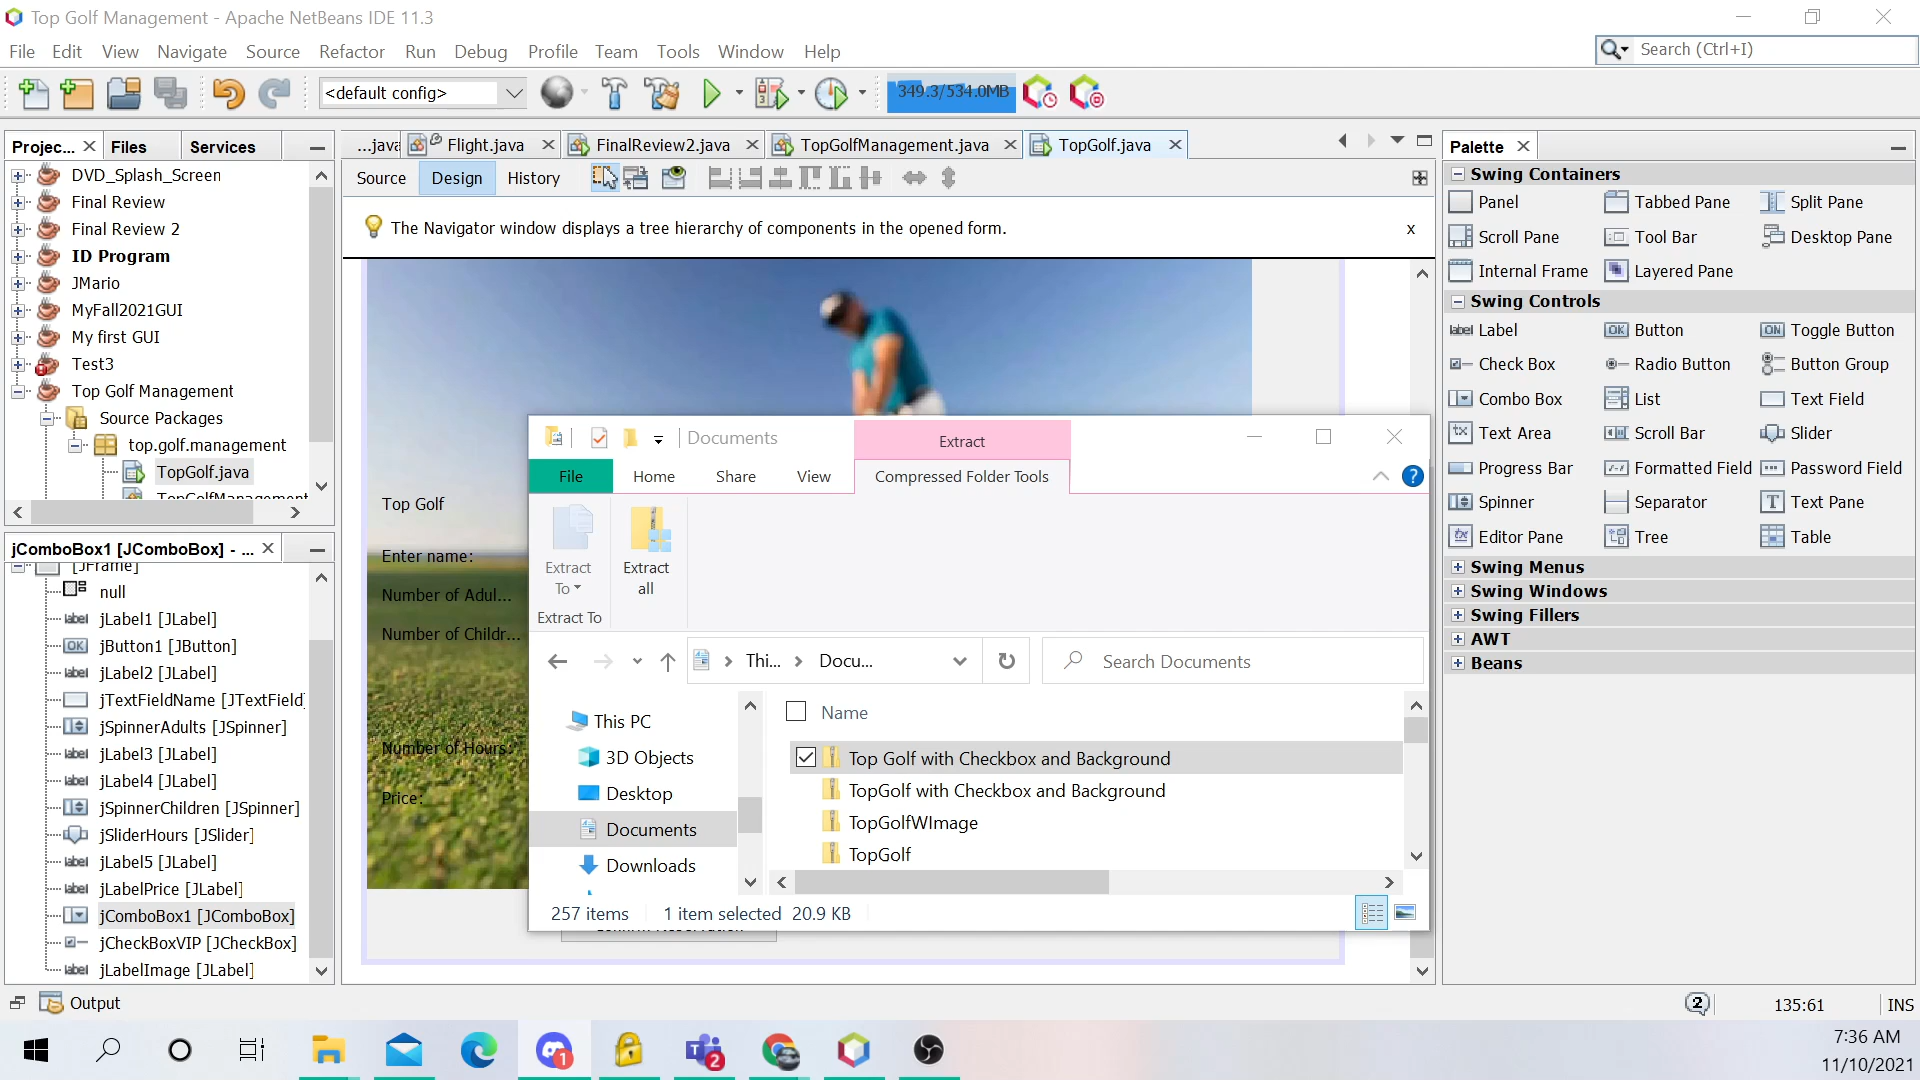 Top Golf Management - Apache NetBeans IDE 11.3
File Edit View Navigate Source Refactor Run Debug Profile Team Tools Window Help
Search (Ctrl+I)
<default config>
349.3/534.0MB
Projec... Files Services
...java Flight.java FinalReview2.java TopGolfManagement.java TopGolf.java
Source Design History
The Navigator window displays a tree hierarchy of components in the opened form.
x
DVD_Splash_Screen
Final Review
Final Review 2
ID Program
JMario
MyFall2021GUI
My first GUI
Test3
Top Golf Management
Source Packages
top.golf.management
TopGolf.java
TopGolfManagement
jComboBox1 [JComboBox] - ...
[JFrame]
null
jLabel1 [JLabel]
jButton1 [JButton]
jLabel2 [JLabel]
jTextFieldName [JTextField]
jSpinnerAdults [JSpinner]
jLabel3 [JLabel]
jLabel4 [JLabel]
jSpinnerChildren [JSpinner]
jSliderHours [JSlider]
jLabel5 [JLabel]
jLabelPrice [JLabel]
jComboBox1 [JComboBox]
jCheckBoxVIP [JCheckBox]
jLabelImage [JLabel]
Top Golf
Enter name:
Number of Adul...
Number of Childr...
Number of Hours:
Price:
Confirm Reservation
Documents
Extract
File Home Share View Compressed Folder Tools
Extract To
Extract all
Extract To
Thi... Docu...
Search Documents
This PC
3D Objects
Desktop
Documents
Downloads
Name
Top Golf with Checkbox and Background
TopGolf with Checkbox and Background
TopGolfWImage
TopGolf
257 items 1 item selected 20.9 KB
Palette
Swing Containers
Panel Tabbed Pane Split Pane
Scroll Pane Tool Bar Desktop Pane
Internal Frame Layered Pane
Swing Controls
label Label OK Button ON Toggle Button
Check Box Radio Button Button Group
Combo Box List Text Field
Text Area Scroll Bar Slider
Progress Bar Formatted Field Password Field
Spinner Separator Text Pane
Editor Pane Tree Table
Swing Menus
Swing Windows
Swing Fillers
AWT
Beans
Output
2
135:61
INS
1
2
7:36 AM
11/10/2021